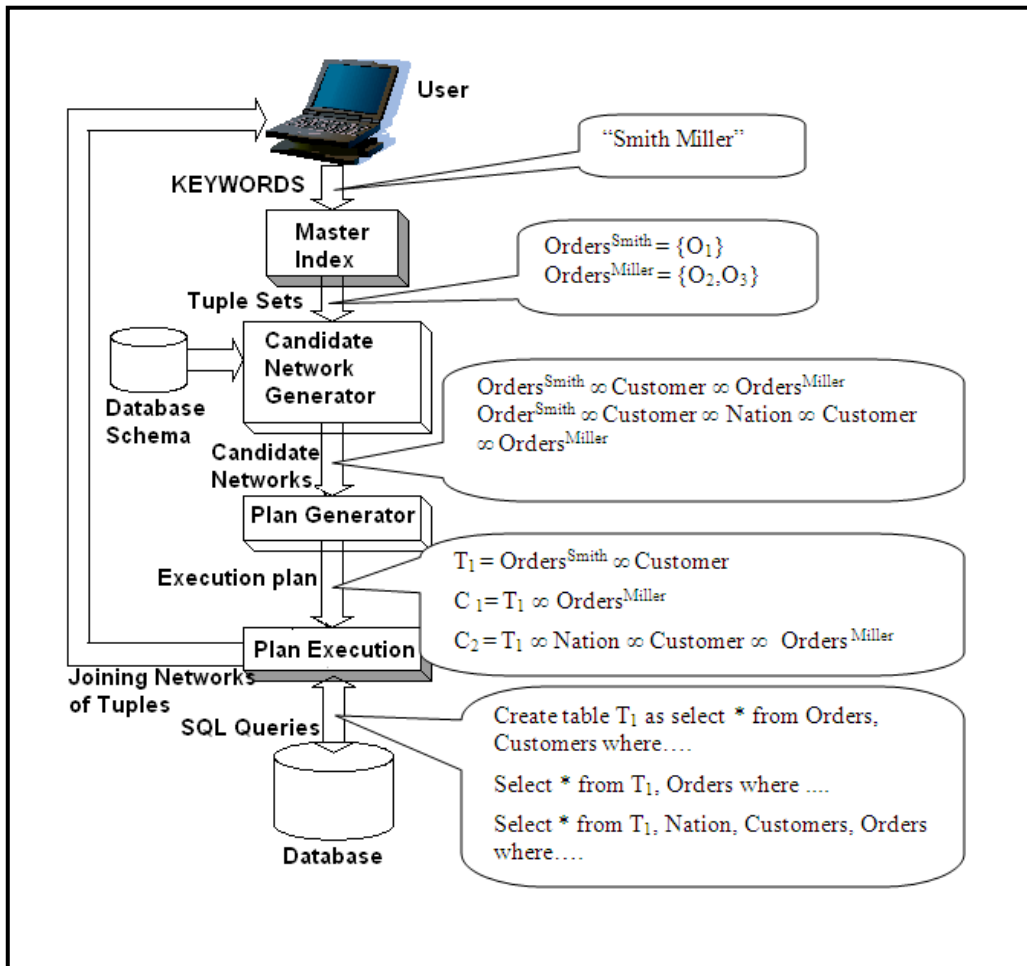 User
“Smith Miller”
KEYWORDS
Master
Index
Orders^Smith = {O₁}
Orders^Miller = {O₂,O₃}
Tuple Sets
Candidate
Network
Generator
Database
Schema
Orders^Smith ∞ Customer ∞ Orders^Miller
Order^Smith ∞ Customer ∞ Nation ∞ Customer
∞ Orders^Miller
Candidate
Networks
Plan Generator
Execution plan
T₁ = Orders^Smith ∞ Customer
C ₁= T₁ ∞ Orders^Miller
C₂= T₁ ∞ Nation ∞ Customer ∞ Orders ^Miller
Plan Execution
Joining Networks
of Tuples
SQL Queries
Create table T₁ as select * from Orders,
Customers where….
Select * from T₁, Orders where ....
Select * from T₁, Nation, Customers, Orders
where….
Database